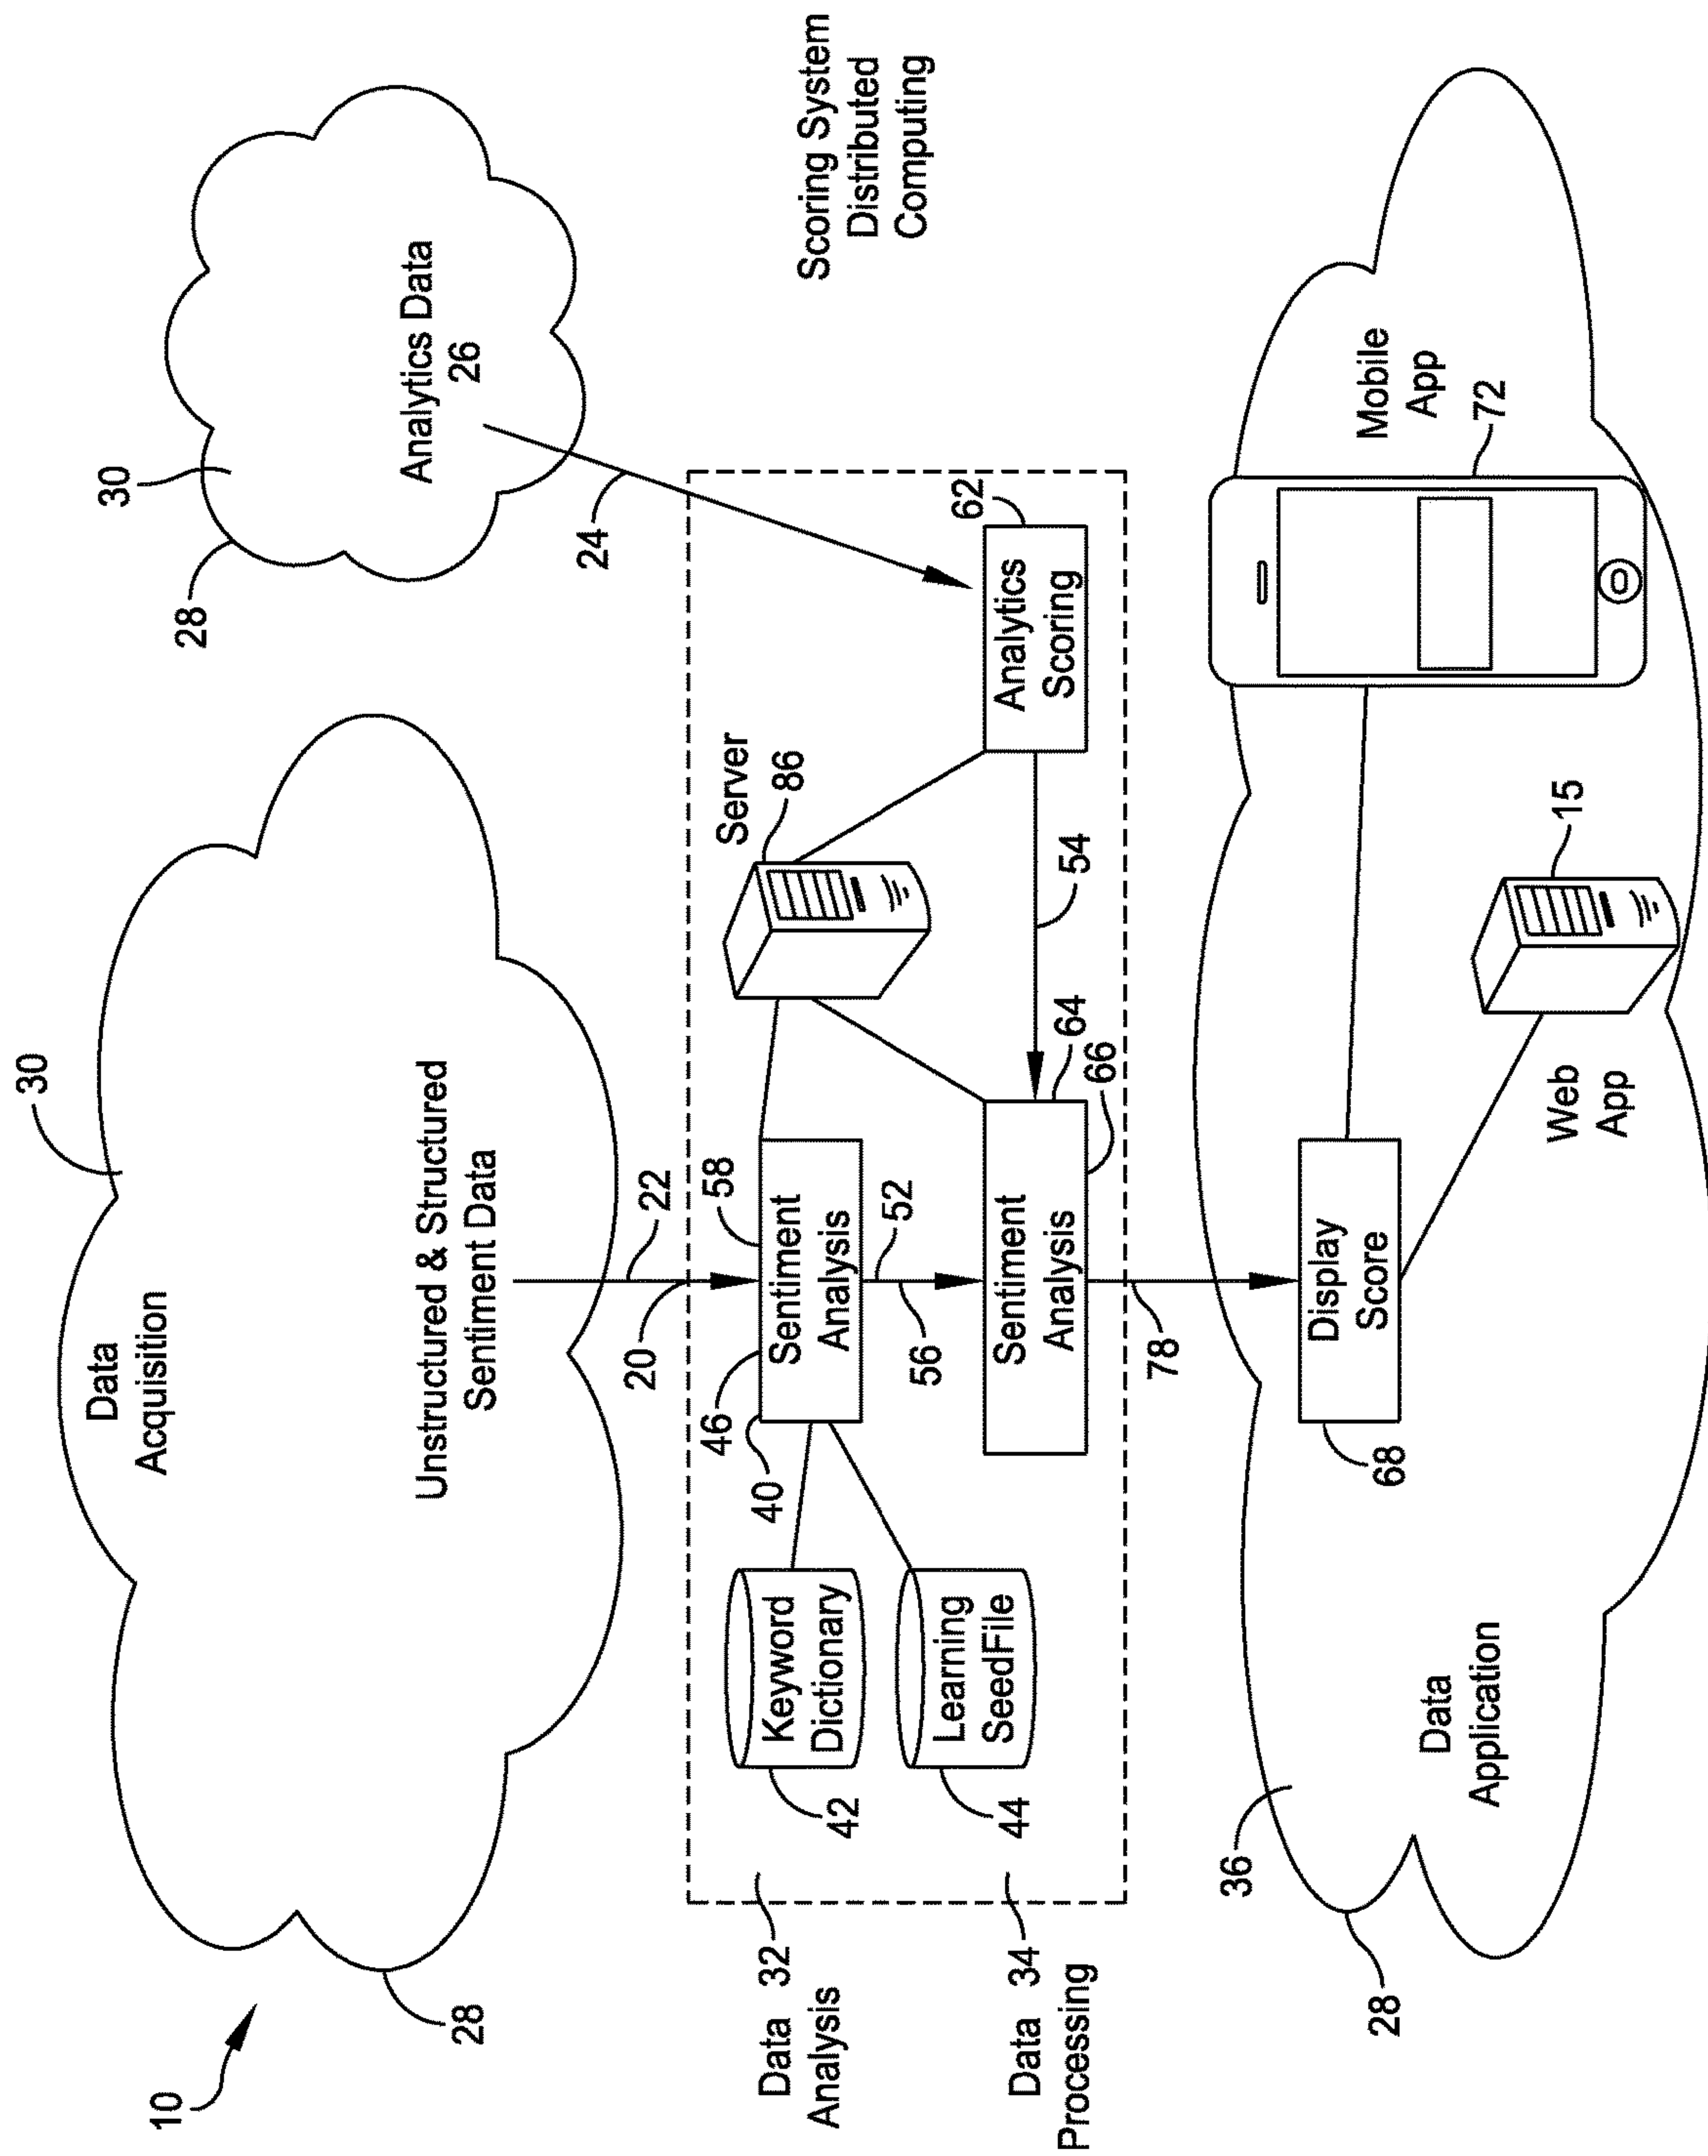 10
Data
Acquisition
30
28
Unstructured & Structured
Sentiment Data
30
28
Analytics Data
26
20
22
24
Scoring System
Distributed
Computing
Data 32
Analysis
Data 34
Processing
Keyword
Dictionary
42
Learning
SeedFile
44
40
46
58
Sentiment
Analysis
56
52
Server
86
Sentiment
Analysis
64
66
54
Analytics
Scoring
62
78
28
36
Data
Application
Display
Score
68
Web
App
15
Mobile
App
72